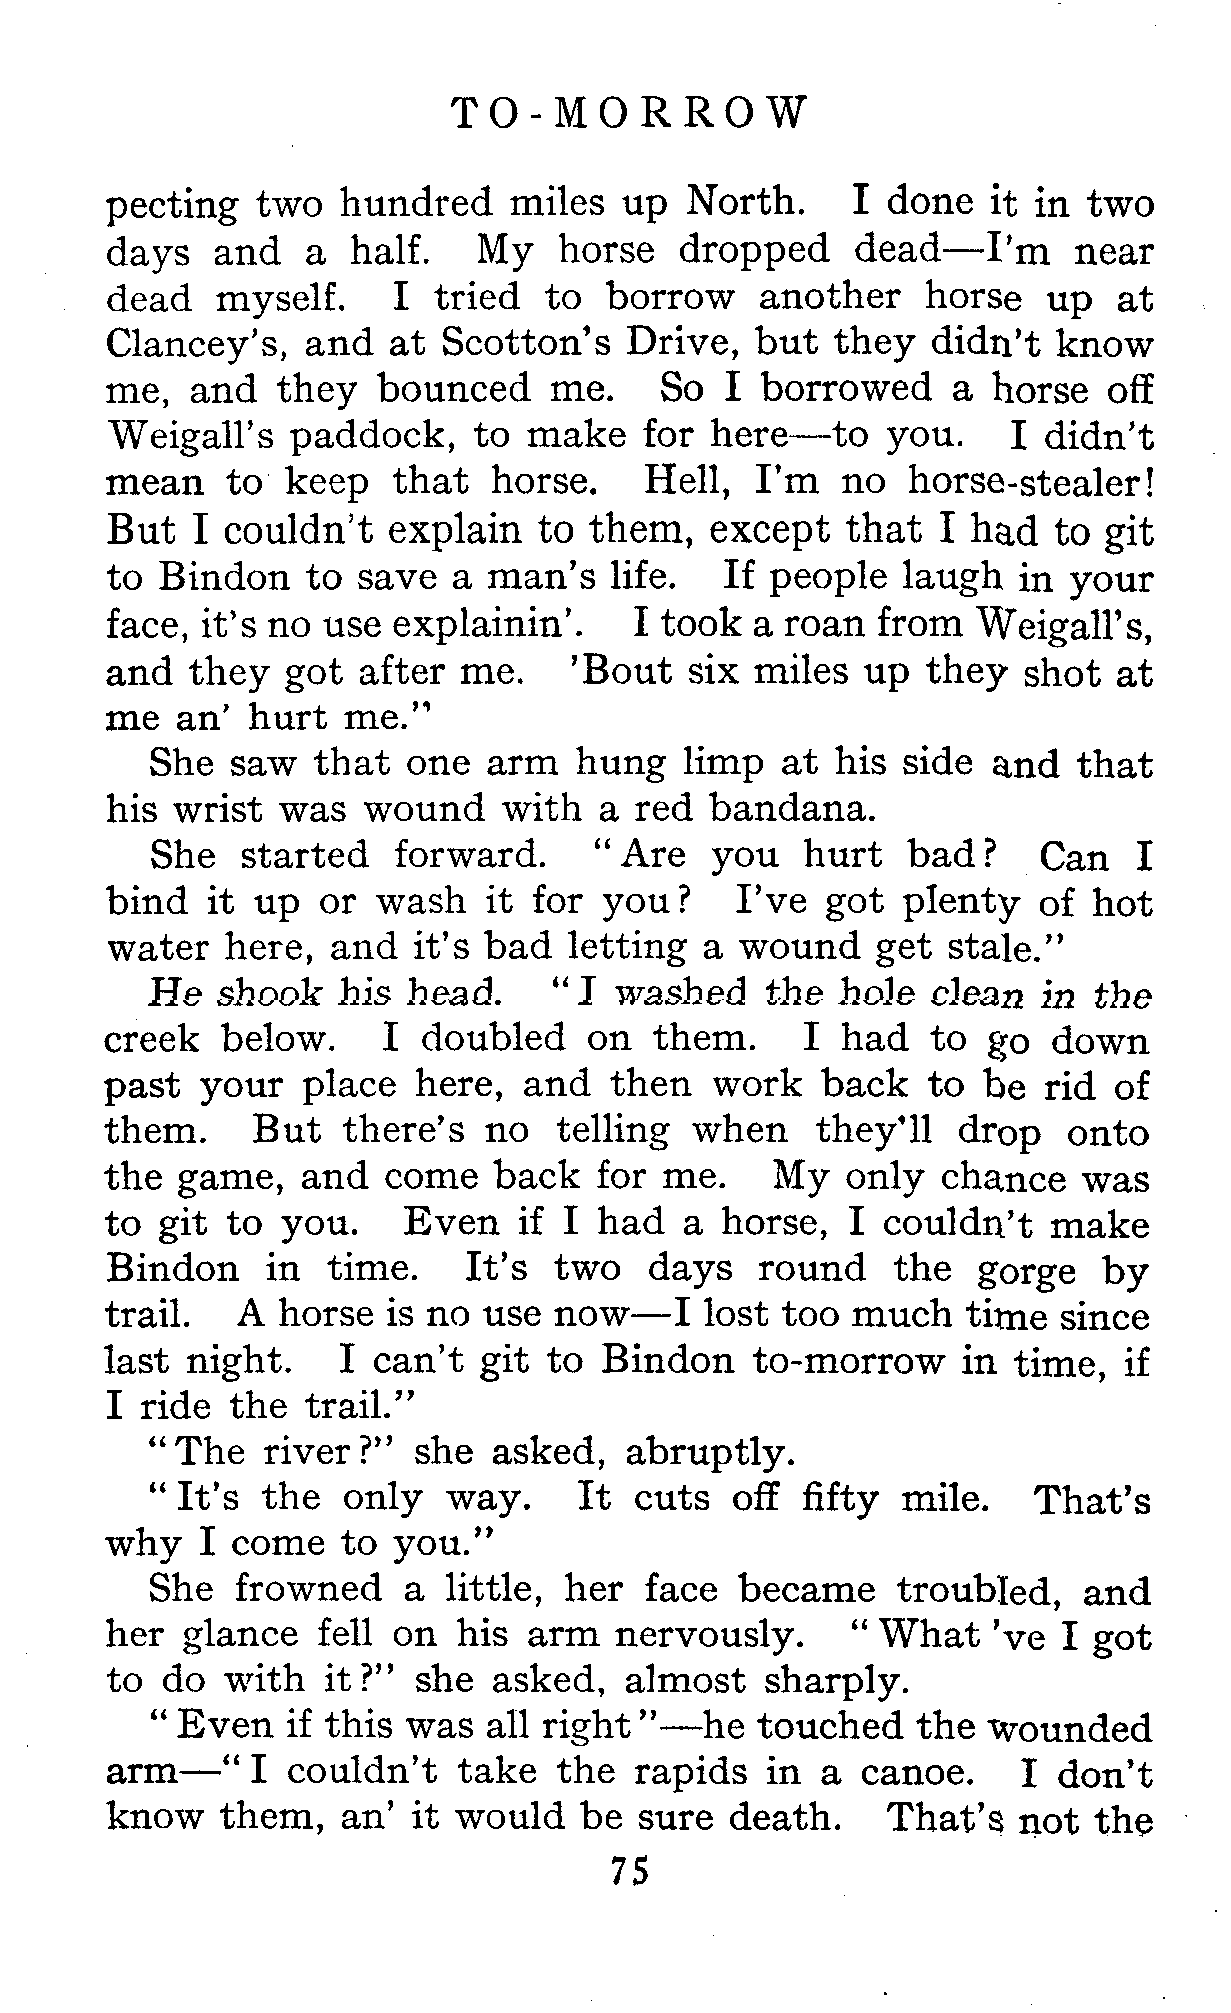 TO-MORROW
pecting two hundred miles up North. I done it in two
days and a half. My horse dropped dead—I'm near
dead myself. I tried to borrow another horse up at
Clancey's, and at Scotton's Drive, but they didn't know
me, and they bounced me. So I borrowed a horse off
Weigall's paddock, to make for here—to you. I didn't
mean to keep that horse. Hell, I'm no horse-stealer!
But I couldn't explain to them, except that I had to git
to Bindon to save a man's life. If people laugh in your
face, it's no use explainin'. I took a roan from Weigall's,
and they got after me. 'Bout six miles up they shot at
me an' hurt me."
She saw that one arm hung limp at his side and that
his wrist was wound with a red bandana.
She started forward. "Are you hurt bad? Can I
bind it up or wash it for you? I've got plenty of hot
water here, and it's bad letting a wound get stale."
He shook his head. "I washed the hole clean in the
creek below. I doubled on them. I had to go down
past your place here, and then work back to be rid of
them. But there's no telling when they'll drop onto
the game, and come back for me. My only chance was
to git to you. Even if I had a horse, I couldn't make
Bindon in time. It's two days round the gorge by
trail. A horse is no use now—I lost too much time since
last night. I can't git to Bindon to-morrow in time, if
I ride the trail."
"The river?" she asked, abruptly.
"It's the only way. It cuts off fifty mile. That's
why I come to you."
She frowned a little, her face became troubled, and
her glance fell on his arm nervously. "What 've I got
to do with it?" she asked, almost sharply.
"Even if this was all right"—he touched the wounded
arm—"I couldn't take the rapids in a canoe. I don't
know them, an' it would be sure death. That's not the
75